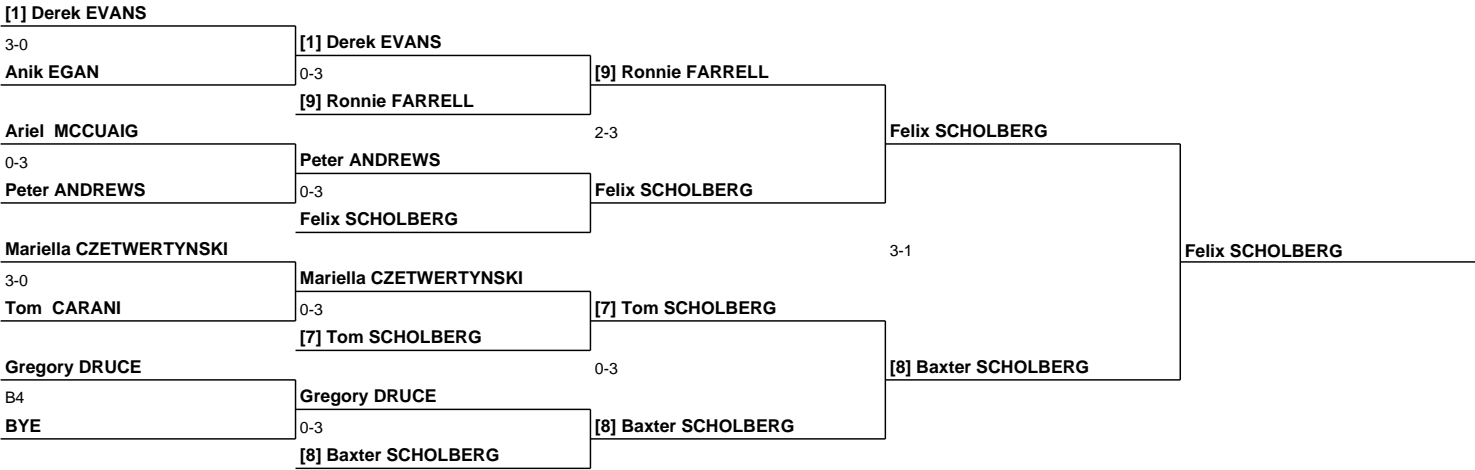 [1] Derek EVANS
3-0
[1] Derek EVANS
Anik EGAN
0-3
[9] Ronnie FARRELL
[9] Ronnie FARRELL
Ariel MCCUAIG
2-3
Felix SCHOLBERG
0-3
Peter ANDREWS
Peter ANDREWS
0-3
Felix SCHOLBERG
Felix SCHOLBERG
Mariella CZETWERTYNSKI
3-1
Felix SCHOLBERG
3-0
Mariella CZETWERTYNSKI
Tom CARANI
0-3
[7] Tom SCHOLBERG
[7] Tom SCHOLBERG
Gregory DRUCE
0-3
[8] Baxter SCHOLBERG
B4
Gregory DRUCE
BYE
0-3
[8] Baxter SCHOLBERG
[8] Baxter SCHOLBERG